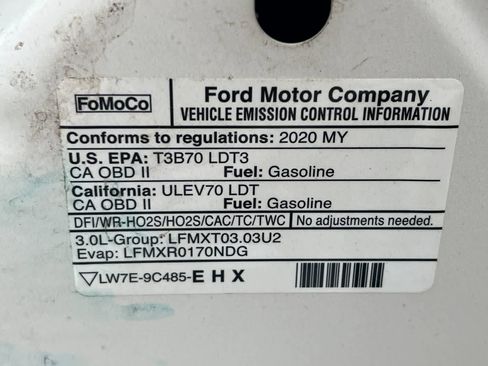 FoMoCo
Ford Motor Company
VEHICLE EMISSION CONTROL INFORMATION
Conforms to regulations: 2020 MY
U.S. EPA: T3B70 LDT3
CA OBD II Fuel: Gasoline
California: ULEV70 LDT
CA OBD II Fuel: Gasoline
DFI/WR-HO2S/HO2S/CAC/TC/TWC No adjustments needed.
3.0L-Group: LFMXT03.03U2
Evap: LFMXR0170NDG
LW7E-9C485-E H X